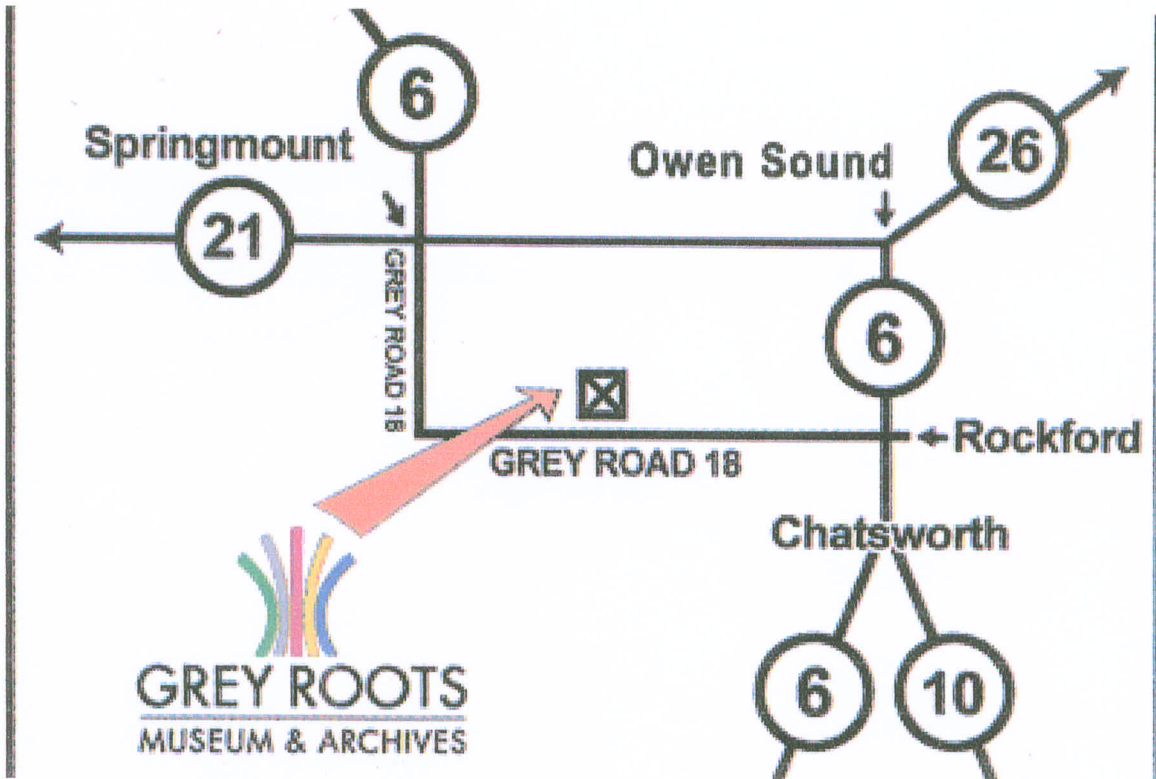 6
Springmount
Owen Sound
26
21
GREY ROAD 18
6
Rockford
GREY ROAD 18
Chatsworth
6
10
GREY ROOTS
MUSEUM & ARCHIVES